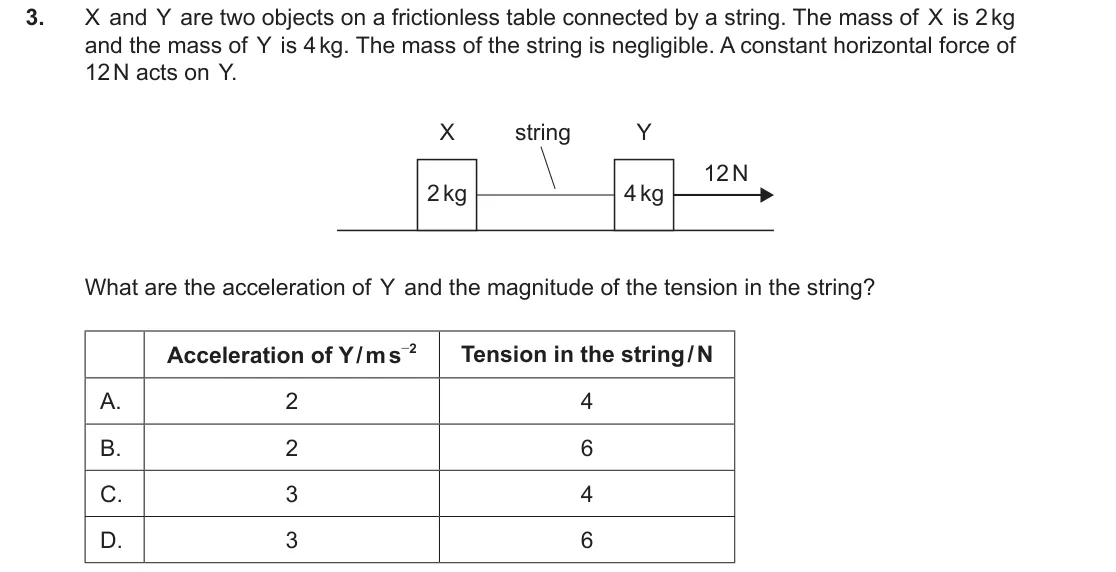 3. X and Y are two objects on a frictionless table connected by a string. The mass of X is 2 kg
and the mass of Y is 4 kg. The mass of the string is negligible. A constant horizontal force of
12 N acts on Y.
X string Y
12 N
2 kg 4 kg
What are the acceleration of Y and the magnitude of the tension in the string?
Acceleration of Y / m s⁻² Tension in the string / N
A. 2 4
B. 2 6
C. 3 4
D. 3 6